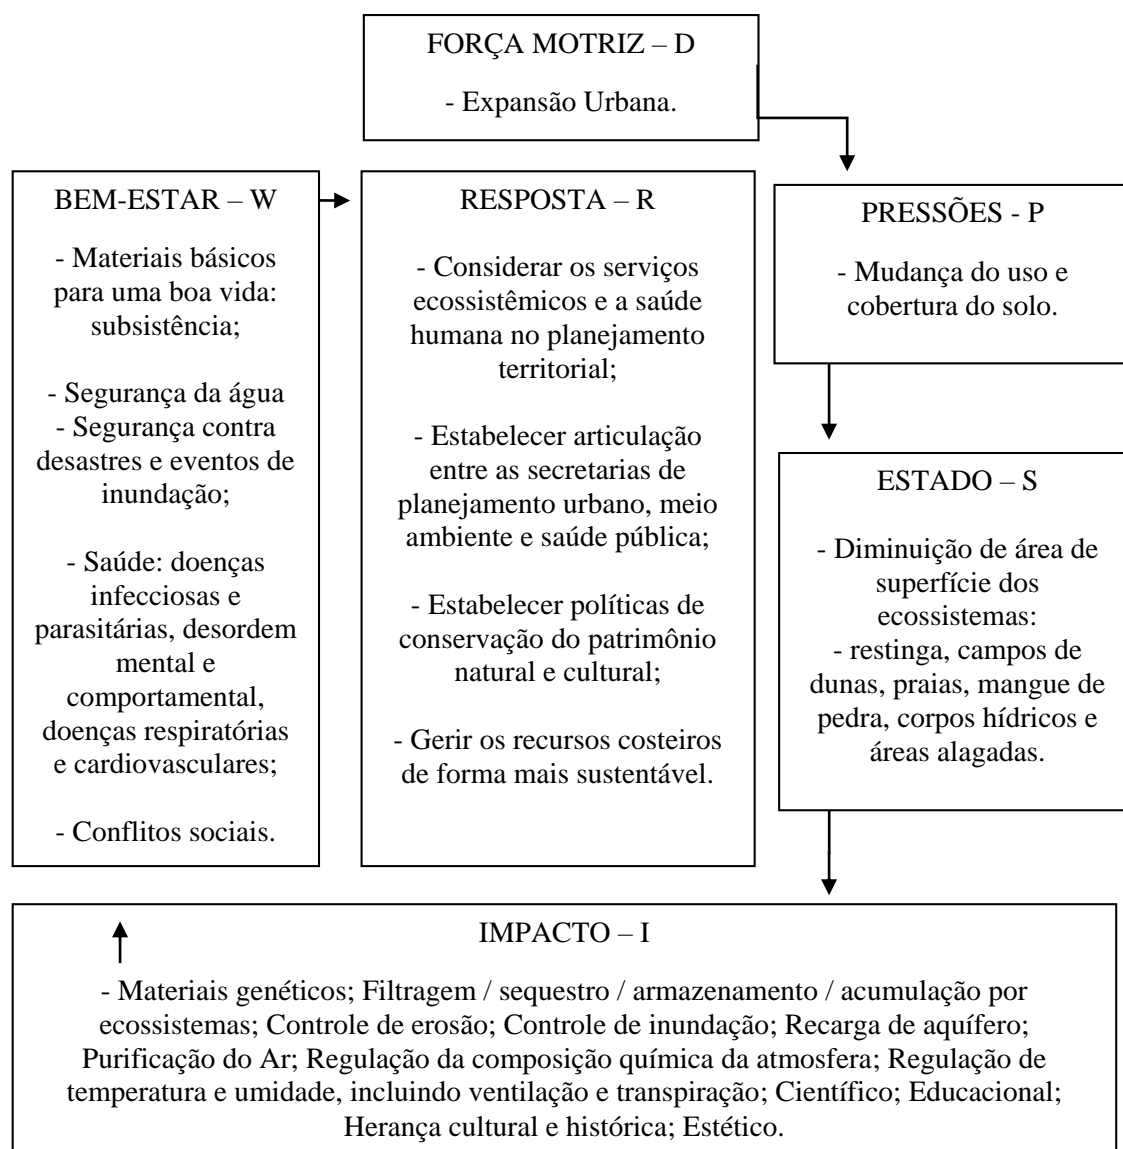 FORÇA MOTRIZ – D
- Expansão Urbana.
BEM-ESTAR – W
- Materiais básicos
para uma boa vida:
subsistência;
- Segurança da água
- Segurança contra
desastres e eventos de
inundação;
- Saúde: doenças
infecciosas e
parasitárias, desordem
mental e
comportamental,
doenças respiratórias
e cardiovasculares;
- Conflitos sociais.
RESPOSTA – R
- Considerar os serviços
ecossistêmicos e a saúde
humana no planejamento
territorial;
- Estabelecer articulação
entre as secretarias de
planejamento urbano, meio
ambiente e saúde pública;
- Estabelecer políticas de
conservação do patrimônio
natural e cultural;
- Gerir os recursos costeiros
de forma mais sustentável.
PRESSÕES - P
- Mudança do uso e
cobertura do solo.
ESTADO – S
- Diminuição de área de
superfície dos
ecossistemas:
- restinga, campos de
dunas, praias, mangue de
pedra, corpos hídricos e
áreas alagadas.
IMPACTO – I
- Materiais genéticos; Filtragem / sequestro / armazenamento / acumulação por
ecossistemas; Controle de erosão; Controle de inundação; Recarga de aquífero;
Purificação do Ar; Regulação da composição química da atmosfera; Regulação de
temperatura e umidade, incluindo ventilação e transpiração; Científico; Educacional;
Herança cultural e histórica; Estético.